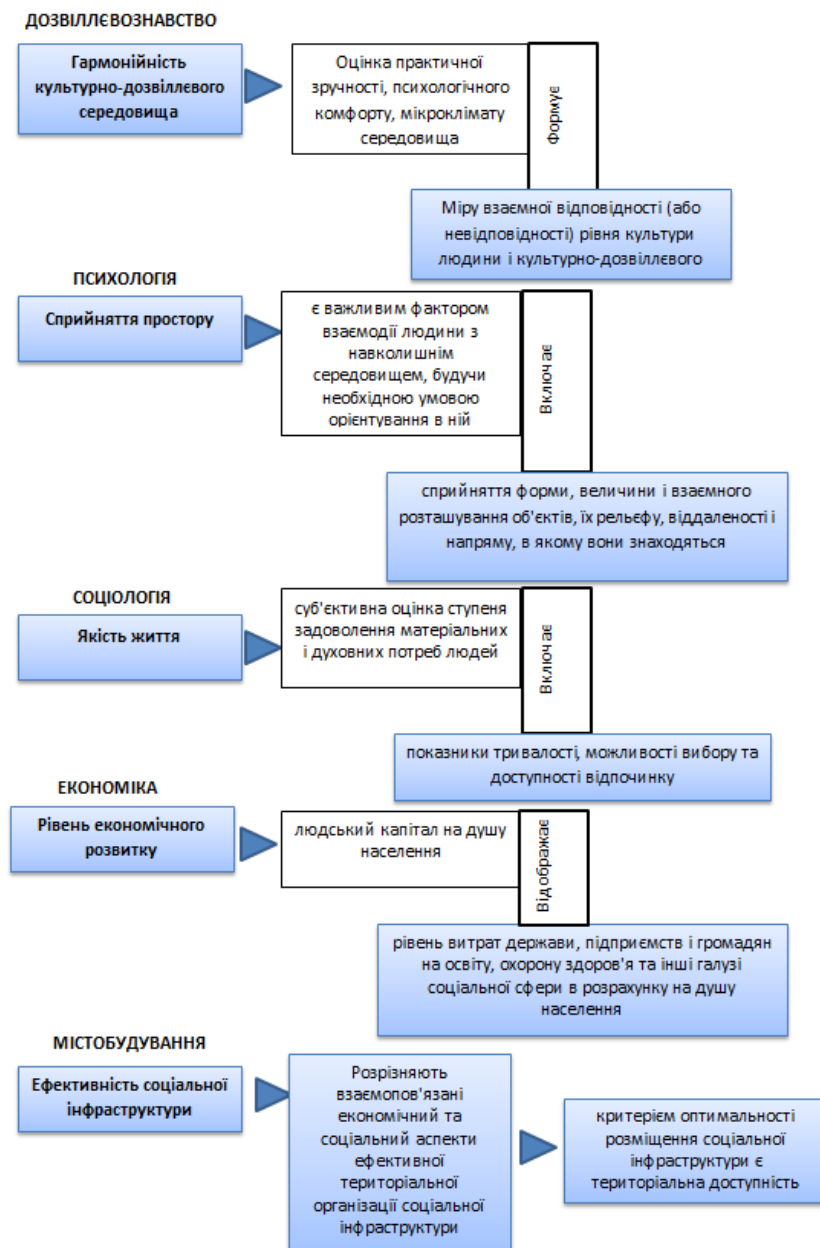 ДОЗВІЛЛЄВОЗНАВСТВО
Гармонійність
культурно-дозвіллєвого
середовища
Оцінка практичної
зручності, психологічного
комфорту, мікроклімату
середовища
Формує
Міру взаємної відповідності (або
невідповідності) рівня культури
людини і культурно-дозвіллєвого
ПСИХОЛОГІЯ
Сприйняття простору
є важливим фактором
взаємодії людини з
навколишнім
середовищем, будучи
необхідною умовою
орієнтування в ній
Включає
сприйняття форми, величини і взаємного
розташування об'єктів, їх рельєфу, віддаленості і
напряму, в якому вони знаходяться
СОЦІОЛОГІЯ
Якість життя
суб'єктивна оцінка ступеня
задоволення матеріальних
і духовних потреб людей
Включає
показники тривалості, можливості вибору та
доступності відпочинку
ЕКОНОМІКА
Рівень економічного
розвитку
людський капітал на душу
населення
Відображає
рівень витрат держави, підприємств і громадян
на освіту, охорону здоров'я та інші галузі
соціальної сфери в розрахунку на душу
населення
МІСТОБУДУВАННЯ
Ефективність соціальної
інфраструктури
Розрізняють
взаємопов'язані
економічний та
соціальний аспекти
ефективної
територіальної
організації соціальної
інфраструктури
критерієм оптимальності
розміщення соціальної
інфраструктури є
територіальна доступність